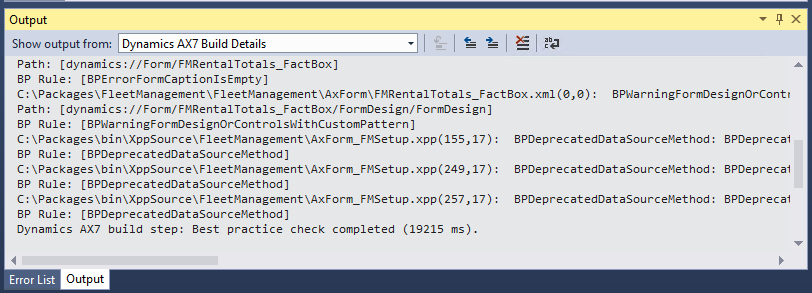 Output
Show output from: Dynamics AX7 Build Details
Path: [dynamics://Form/FMRentalTotals_FactBox]
BP Rule: [BPErrorFormCaptionIsEmpty]
C:\Packages\FleetManagement\FleetManagement\AxForm\FMRentalTotals_FactBox.xml(0,0):  BPWarningFormDesignOrContr
Path: [dynamics://Form/FMRentalTotals_FactBox/FormDesign/FormDesign]
BP Rule: [BPWarningFormDesignOrControlsWithCustomPattern]
C:\Packages\bin\XppSource\FleetManagement\AxForm_FMSetup.xpp(155,17):  BPDeprecatedDataSourceMethod: BPDeprecat
BP Rule: [BPDeprecatedDataSourceMethod]
C:\Packages\bin\XppSource\FleetManagement\AxForm_FMSetup.xpp(249,17):  BPDeprecatedDataSourceMethod: BPDeprecat
BP Rule: [BPDeprecatedDataSourceMethod]
C:\Packages\bin\XppSource\FleetManagement\AxForm_FMSetup.xpp(257,17):  BPDeprecatedDataSourceMethod: BPDeprecat
BP Rule: [BPDeprecatedDataSourceMethod]
Dynamics AX7 build step: Best practice check completed (19215 ms).
Error List Output